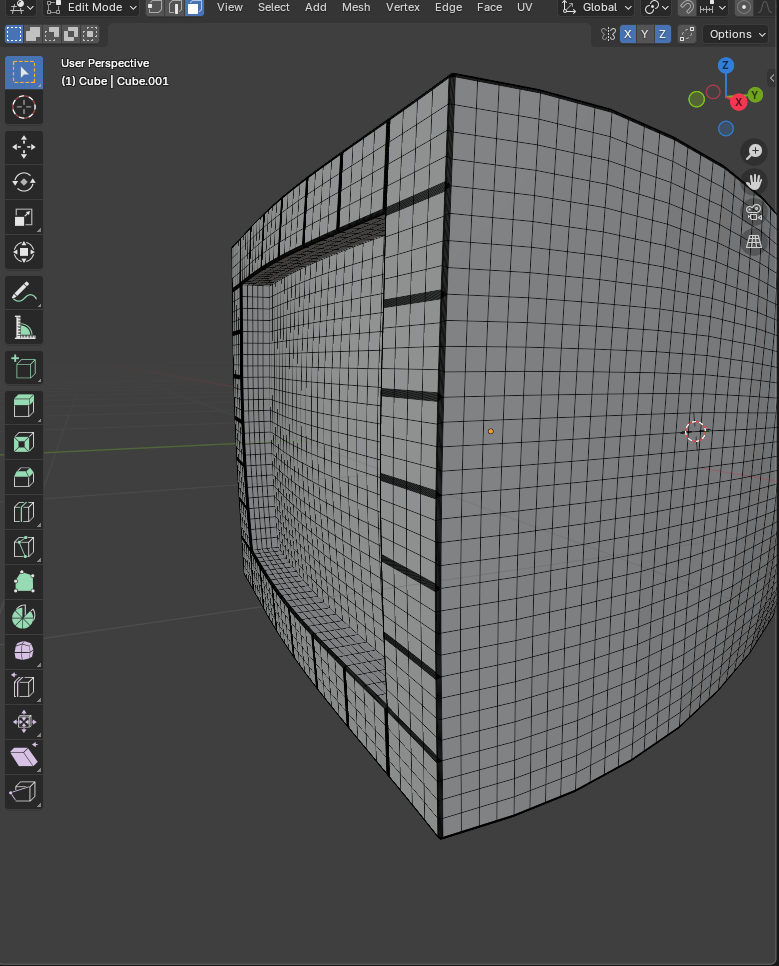 Edit Mode View Select Add Mesh Vertex Edge Face UV Global
X Y Z Options
User Perspective
(1) Cube | Cube.001
Z
Y
X